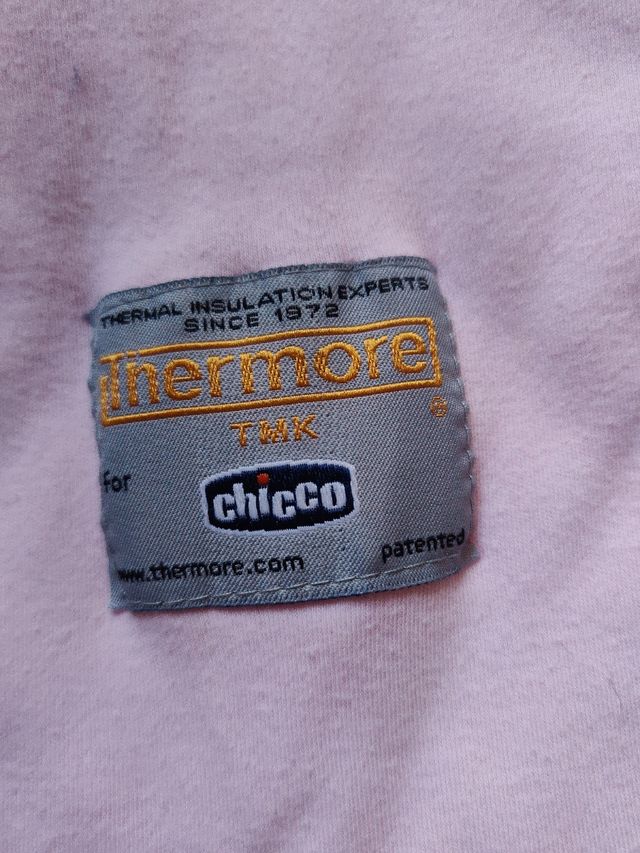 THERMAL INSULATION EXPERTS
SINCE 1972
Thermore
®
TMK
for
chicco
www.thermore.com
patented